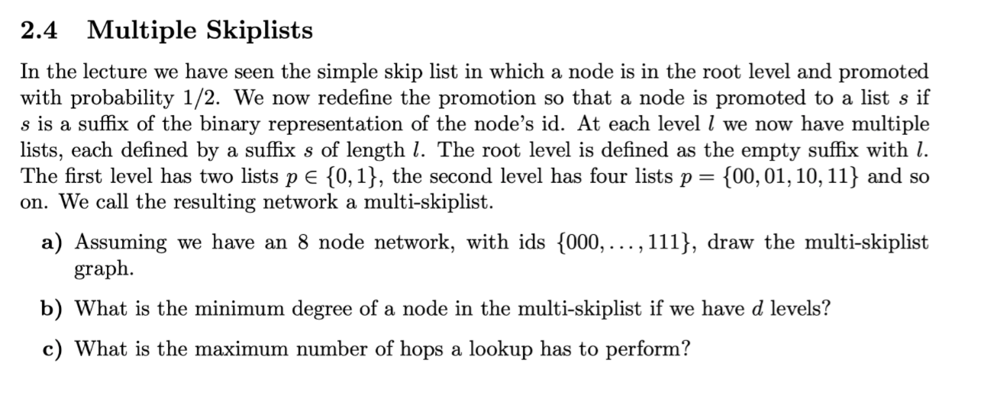 2.4 Multiple Skiplists
In the lecture we have seen the simple skip list in which a node is in the root level and promoted
with probability 1/2. We now redefine the promotion so that a node is promoted to a list s if
s is a suffix of the binary representation of the node's id. At each level l we now have multiple
lists, each defined by a suffix s of length l. The root level is defined as the empty suffix with l.
The first level has two lists p ∈ {0, 1}, the second level has four lists p = {00, 01, 10, 11} and so
on. We call the resulting network a multi-skiplist.
a) Assuming we have an 8 node network, with ids {000, . . . , 111}, draw the multi-skiplist
graph.
b) What is the minimum degree of a node in the multi-skiplist if we have d levels?
c) What is the maximum number of hops a lookup has to perform?